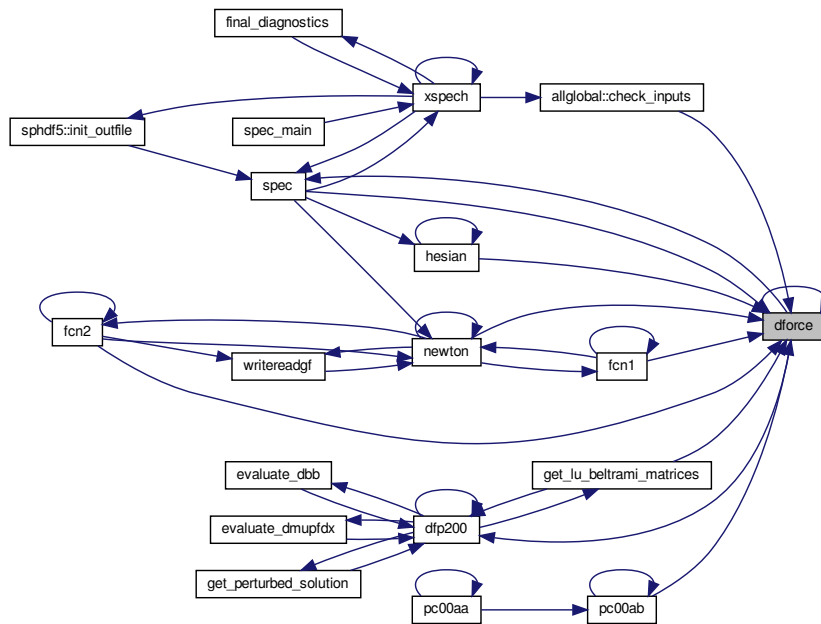 final_diagnostics
xspech
allglobal::check_inputs
sphdf5::init_outfile
spec_main
spec
hesian
dforce
fcn2
newton
writereadgf
fcn1
evaluate_dbb
get_lu_beltrami_matrices
evaluate_dmupfdx
dfp200
get_perturbed_solution
pc00aa
pc00ab